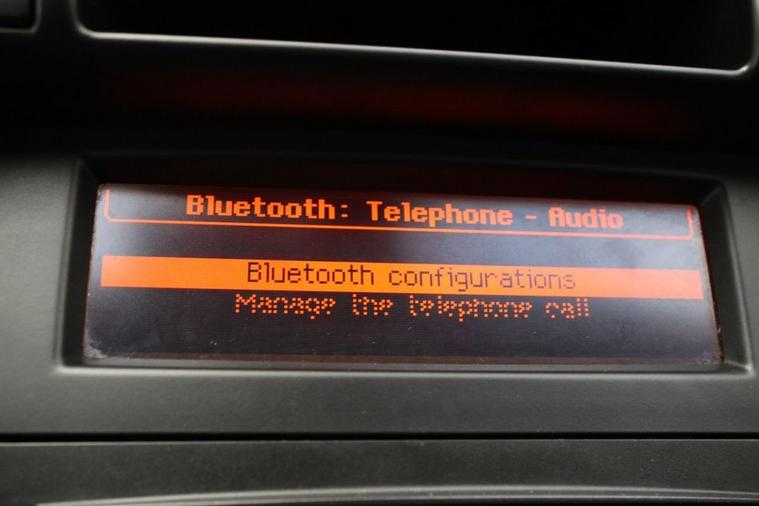 Bluetooth: Telephone - Audio
Bluetooth configurations
Manage the telephone call